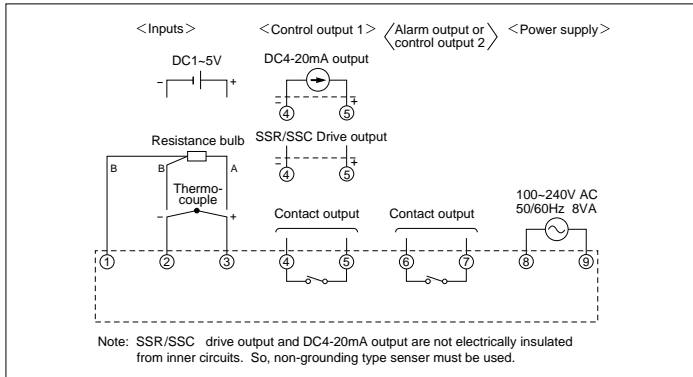 <Inputs>
<Control output 1>
<Alarm output or control output 2>
<Power supply>
DC1~5V
– +
DC4-20mA output
– +
④ ⑤
SSR/SSC Drive output
– +
④ ⑤
Resistance bulb
B B A
Thermo-
couple
– +
Contact output
Contact output
100~240V AC
50/60Hz 8VA
① ② ③ ④ ⑤ ⑥ ⑦ ⑧ ⑨
Note: SSR/SSC drive output and DC4-20mA output are not electrically insulated
from inner circuits. So, non-grounding type senser must be used.